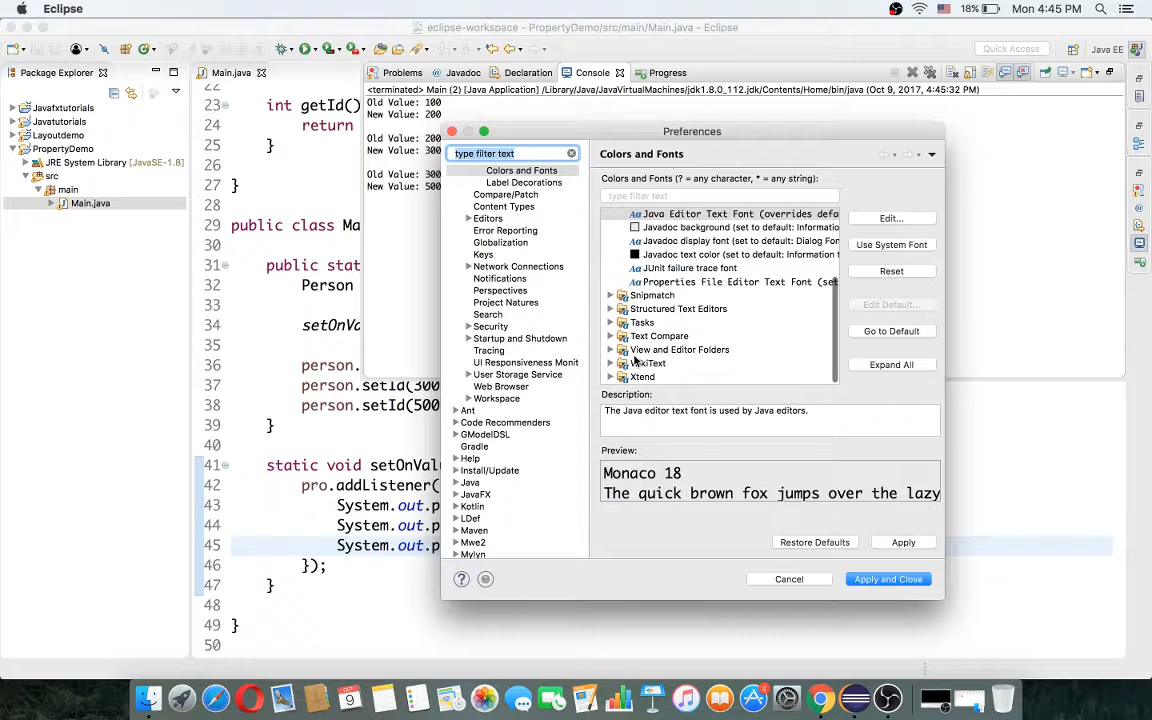 Eclipse
18%
Mon 4:45 PM
eclipse-workspace - PropertyDemo/src/main/Main.java - Eclipse
Quick Access
Java EE
Package Explorer
Javafxtutorials
Javatutorials
Layoutdemo
PropertyDemo
JRE System Library [JavaSE-1.8]
src
main
Main.java
Main.java
22
23 int getId()
24 return
25 }
26
27 }
28
29 public class Ma
30
31 public stat
32 Person
33
34 setOnVa
35
36 person.
37 person.setId(300
38 person.setId(500
39 }
40
41 static void setOnValu
42 pro.addListener(
43 System.out.p
44 System.out.p
45 System.out.p
46 });
47 }
48
49 }
50
Problems
Javadoc
Declaration
Console
Progress
<terminated> Main (2) [Java Application] /Library/Java/JavaVirtualMachines/jdk1.8.0_112.jdk/Contents/Home/bin/java (Oct 9, 2017, 4:45:32 PM)
Old Value: 100
New Value: 200
Old Value: 200
New Value: 300
Old Value: 300
New Value: 500
Preferences
type filter text
Colors and Fonts
Label Decorations
Compare/Patch
Content Types
Editors
Error Reporting
Globalization
Keys
Network Connections
Notifications
Perspectives
Project Natures
Search
Security
Startup and Shutdown
Tracing
UI Responsiveness Monit
User Storage Service
Web Browser
Workspace
Ant
Code Recommenders
GModelDSL
Gradle
Help
Install/Update
Java
JavaFX
Kotlin
LDef
Maven
Mwe2
Mylyn
Colors and Fonts
Colors and Fonts (? = any character, * = any string):
type filter text
Aa Java Editor Text Font (overrides defa
Javadoc background (set to default: Informatio
Aa Javadoc display font (set to default: Dialog Fon
Javadoc text color (set to default: Information t
Aa JUnit failure trace font
Aa Properties File Editor Text Font (set
Snipmatch
Structured Text Editors
Tasks
Text Compare
View and Editor Folders
WikiText
Xtend
Edit...
Use System Font
Reset
Edit Default...
Go to Default
Expand All
Description:
The Java editor text font is used by Java editors.
Preview:
Monaco 18
The quick brown fox jumps over the lazy
Restore Defaults
Apply
Cancel
Apply and Close
OCT
9